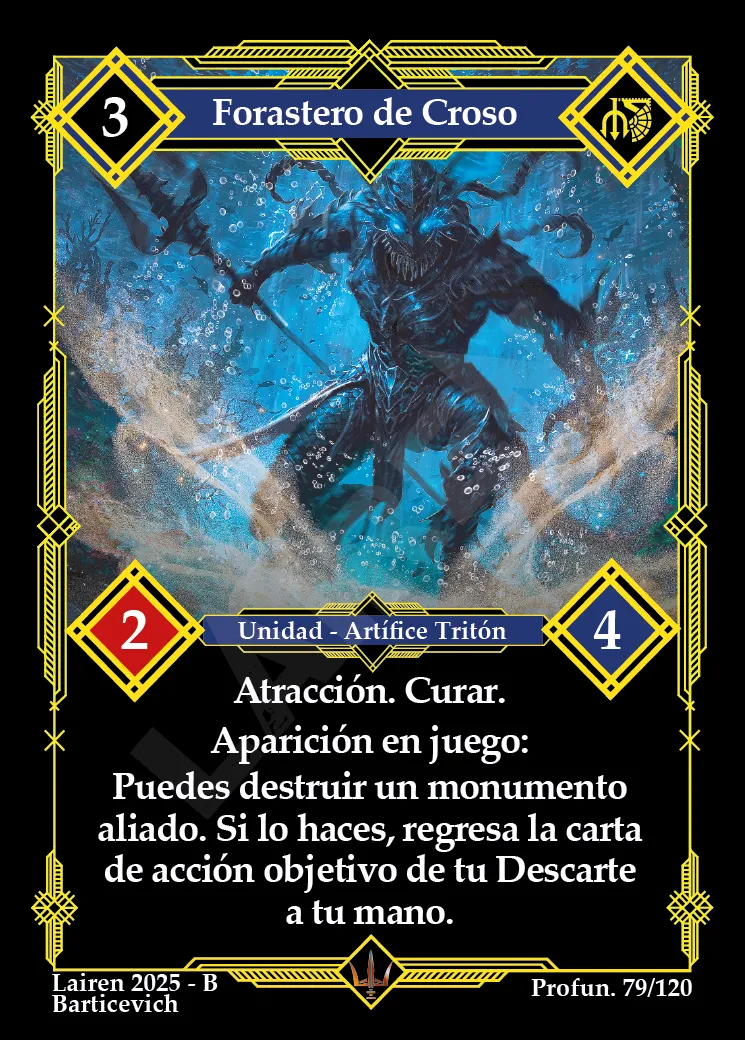 3
Forastero de Croso
2
Unidad - Artífice Tritón
4
Atracción. Curar.
Aparición en juego:
Puedes destruir un monumento
aliado. Si lo haces, regresa la carta
de acción objetivo de tu Descarte
a tu mano.
Lairen 2025 - B
Barticevich
Profun. 79/120